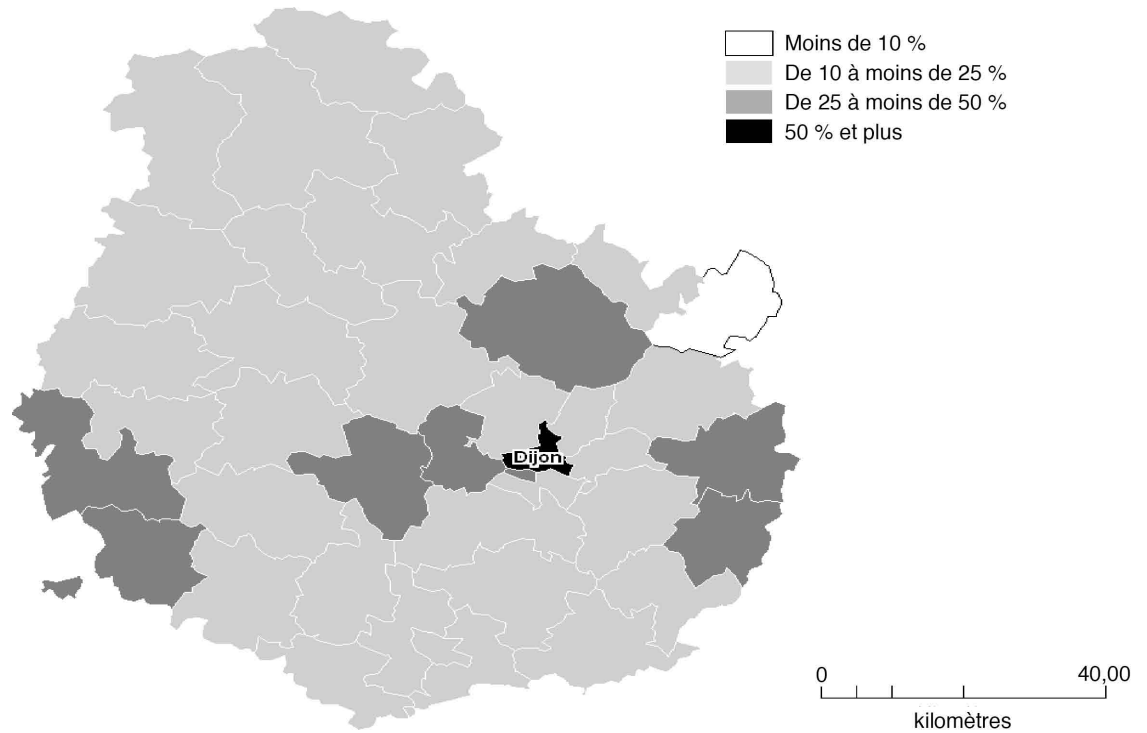 Moins de 10 %
De 10 à moins de 25 %
De 25 à moins de 50 %
50 % et plus
Dijon
0 40,00
kilomètres